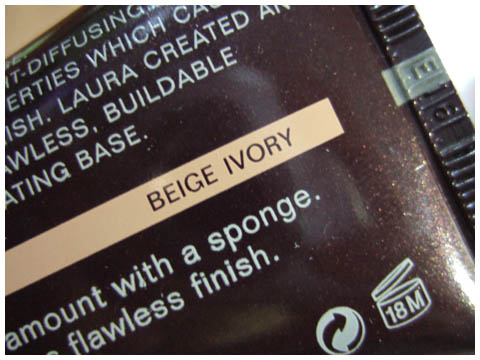 IT-DIFFUSING
ERTIES WHICH
ISH. LAURA CREATED AN
AWLESS, BUILDABLE
ATING BASE.
BEIGE IVORY
amount with a sponge.
s flawless finish.
18M